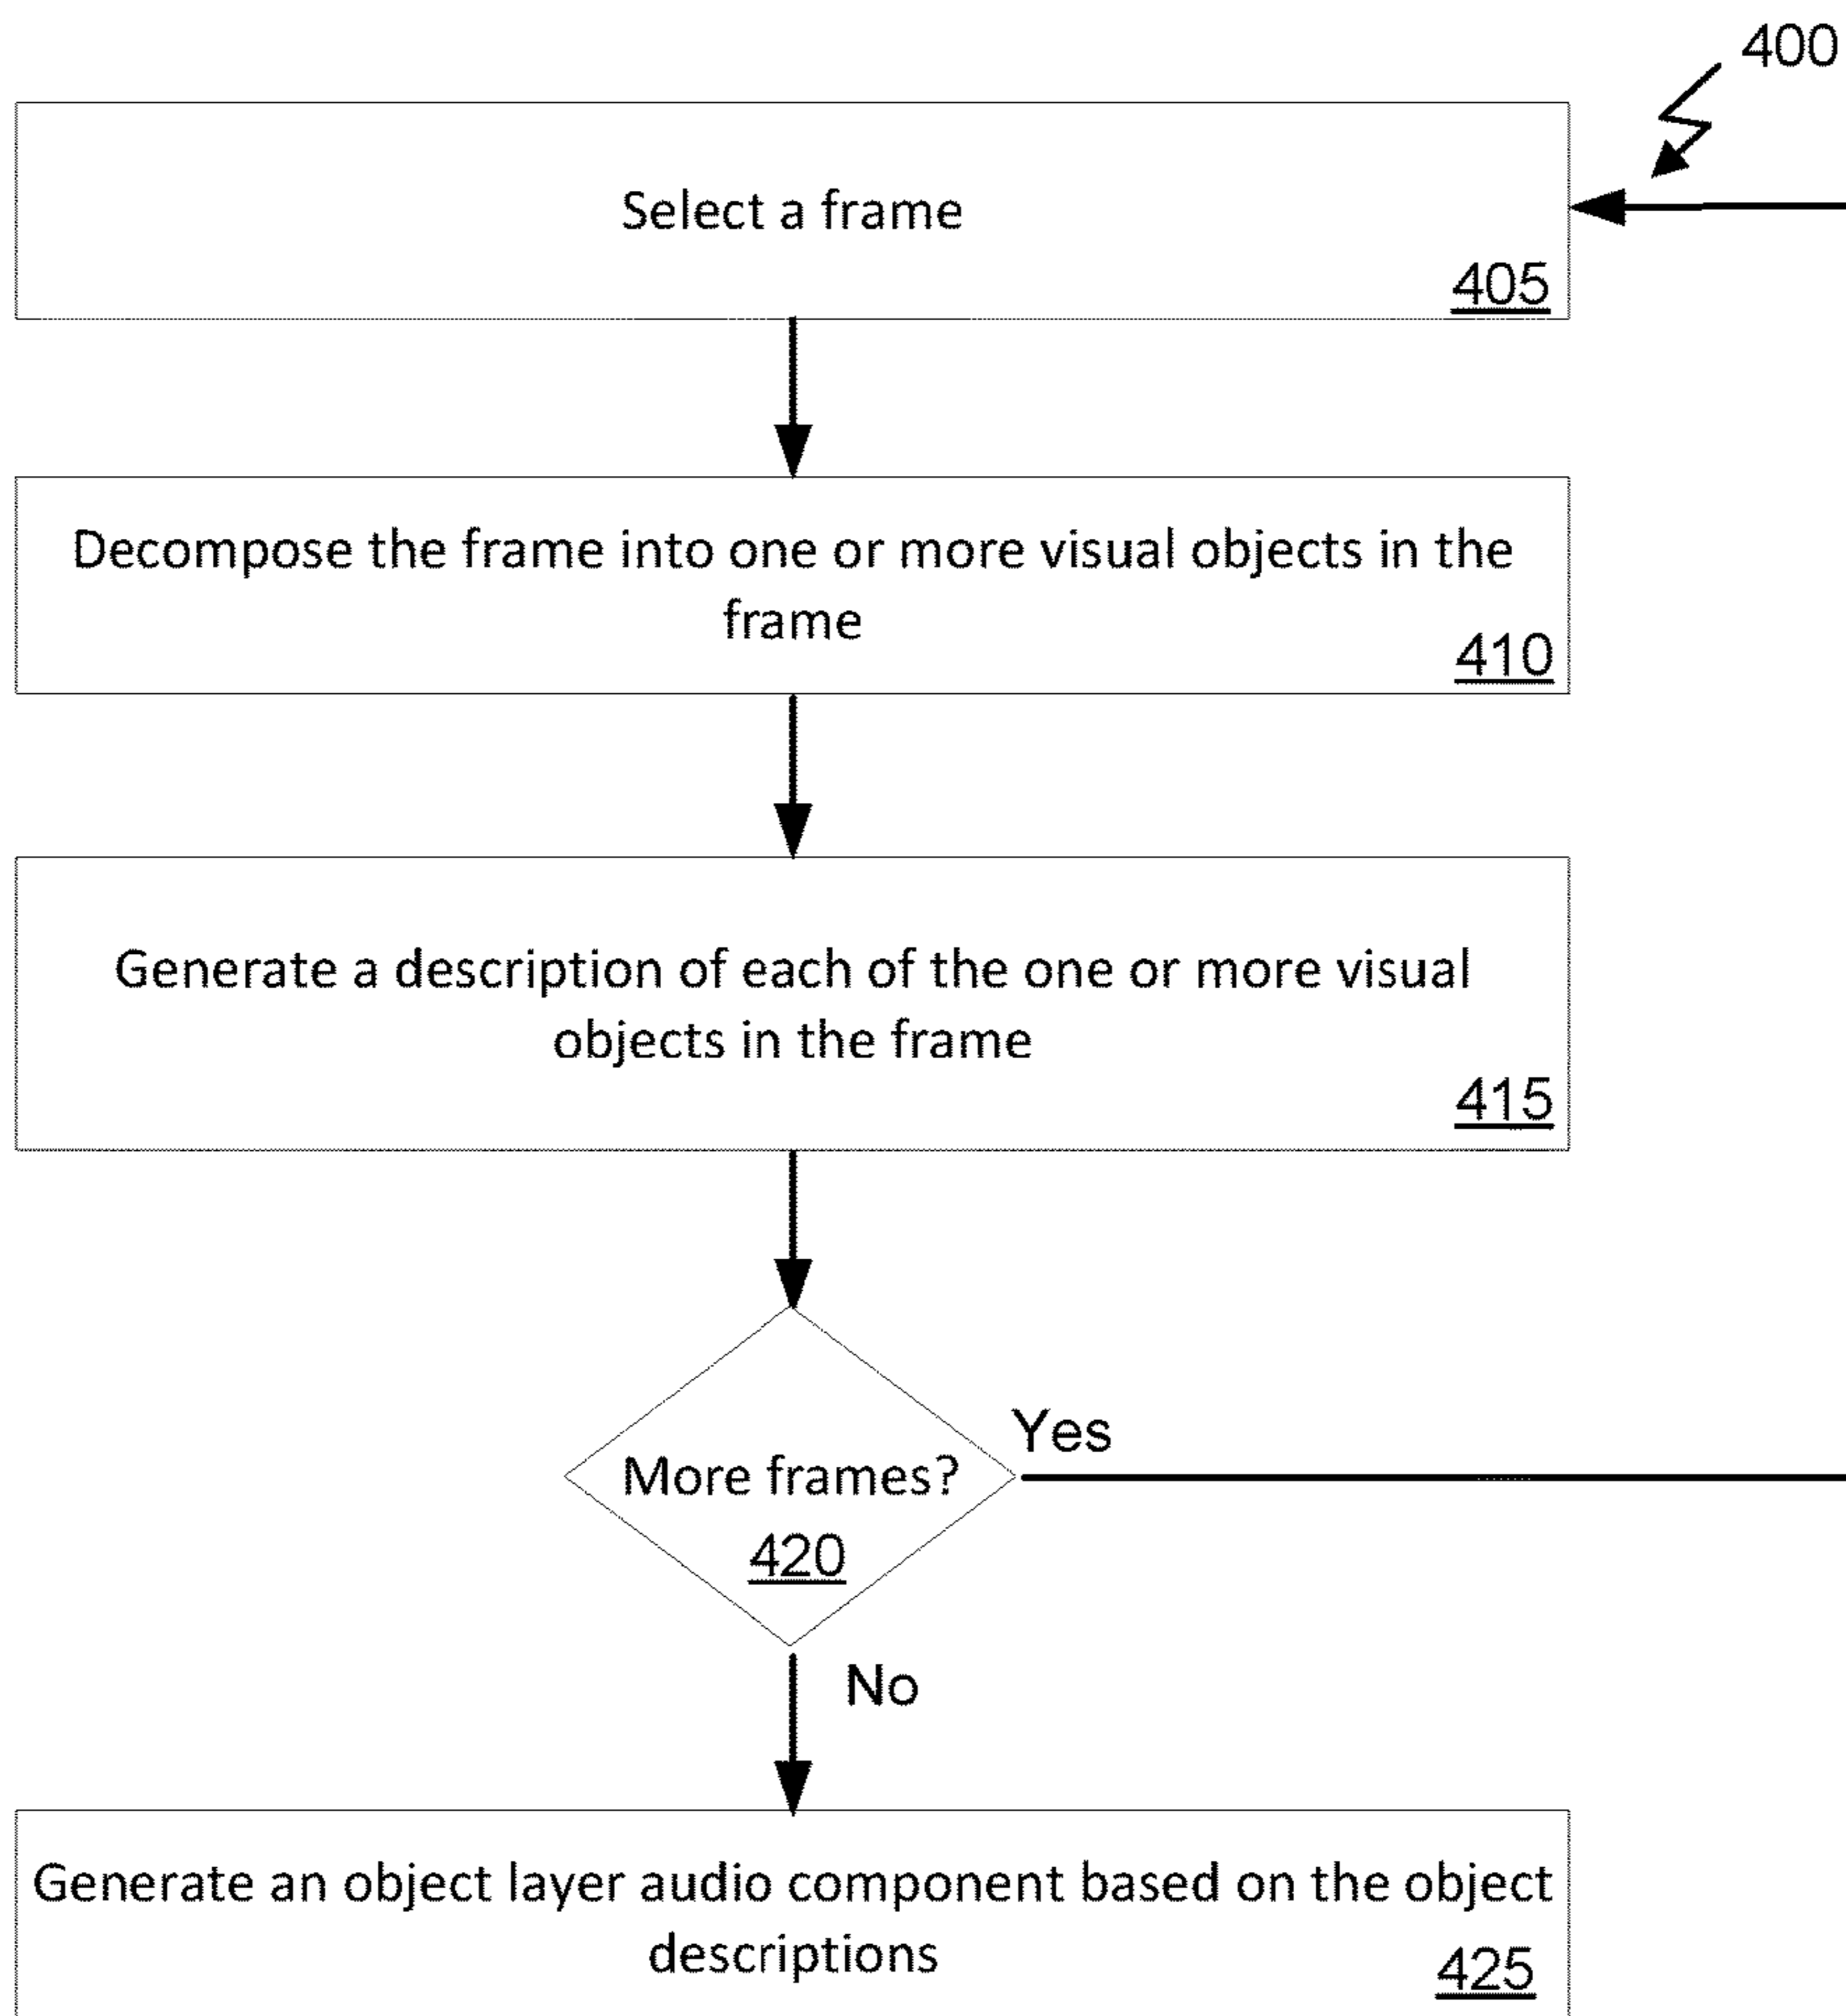 400
Select a frame
405
Decompose the frame into one or more visual objects in the
frame
410
Generate a description of each of the one or more visual
objects in the frame
415
Yes
More frames?
420
No
Generate an object layer audio component based on the object
descriptions
425